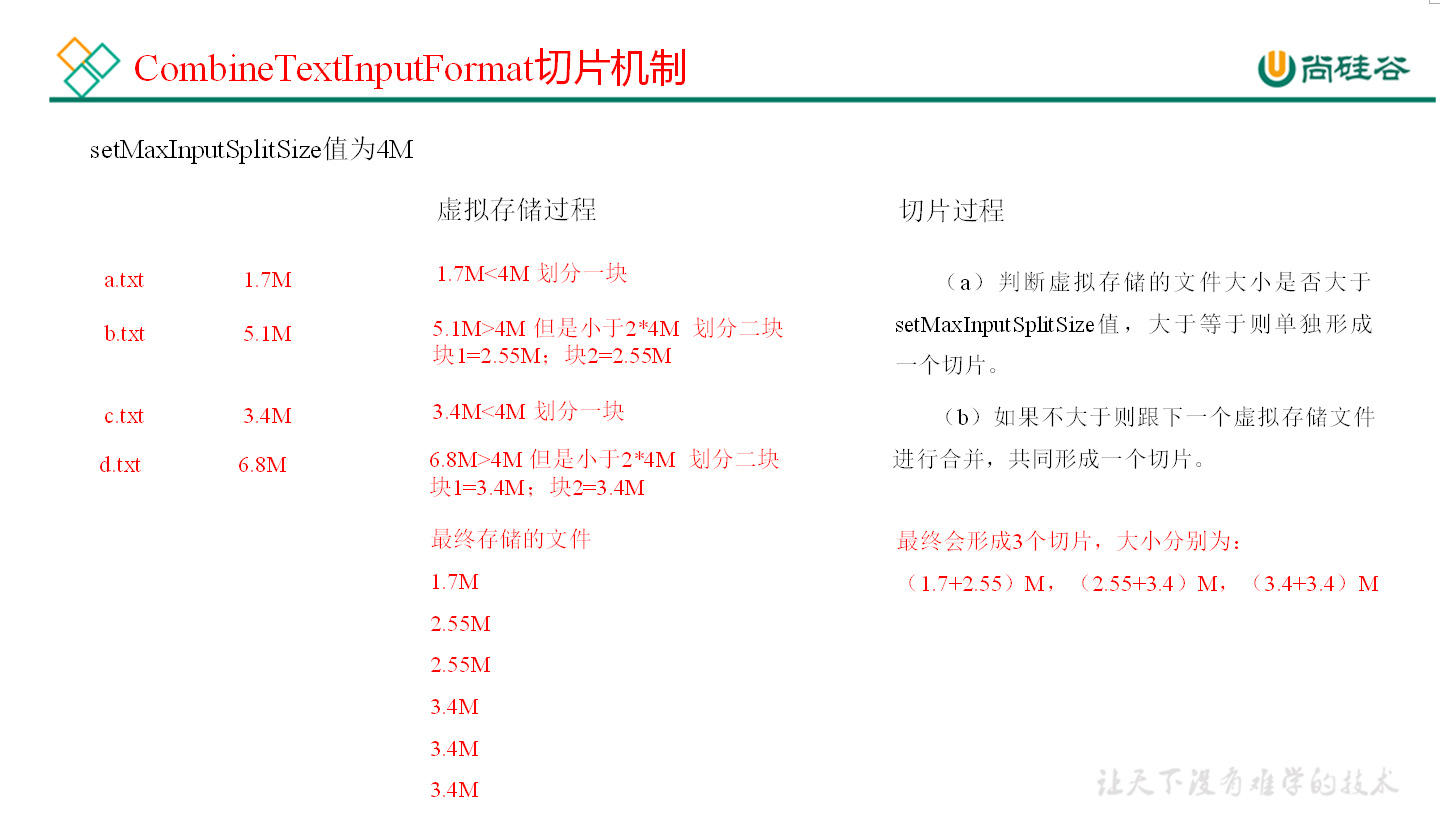 CombineTextInputFormat切片机制
尚硅谷
setMaxInputSplitSize值为4M
虚拟存储过程
切片过程
a.txt 1.7M 1.7M<4M 划分一块
b.txt 5.1M 5.1M>4M 但是小于2*4M 划分二块
块1=2.55M；块2=2.55M
c.txt 3.4M 3.4M<4M 划分一块
d.txt 6.8M 6.8M>4M 但是小于2*4M 划分二块
块1=3.4M；块2=3.4M
最终存储的文件
1.7M
2.55M
2.55M
3.4M
3.4M
3.4M
（a）判断虚拟存储的文件大小是否大于
setMaxInputSplitSize值，大于等于则单独形成
一个切片。
（b）如果不大于则跟下一个虚拟存储文件
进行合并，共同形成一个切片。
最终会形成3个切片，大小分别为：
（1.7+2.55）M，（2.55+3.4）M，（3.4+3.4）M
让天下没有难学的技术